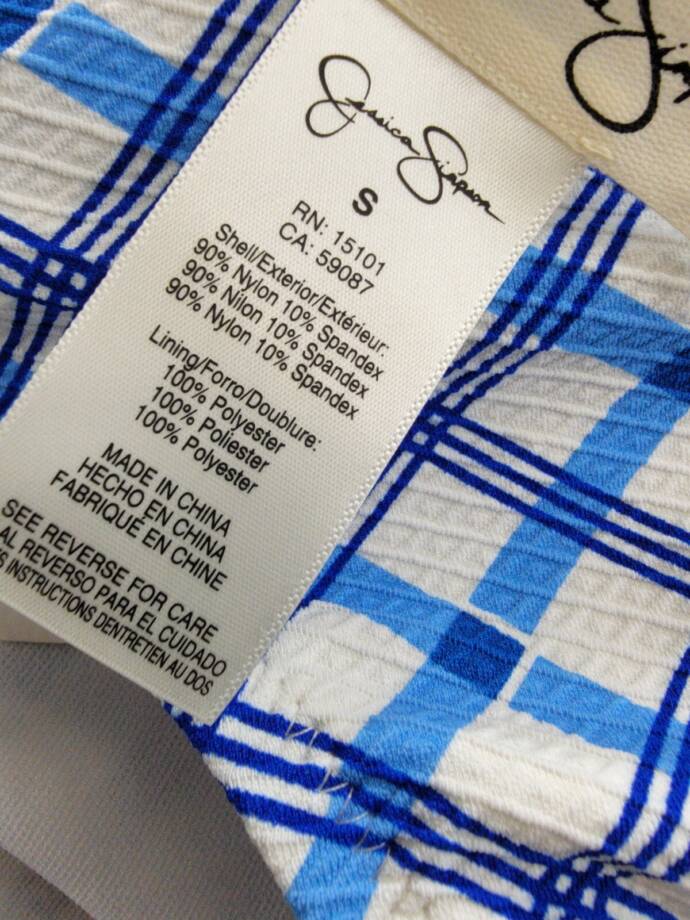 Jessica Simpson
S
RN: 15101
CA: 59087
Shell/Exterior/Extérieur:
90% Nylon 10% Spandex
90% Nilon 10% Spandex
90% Nylon 10% Spandex
Lining/Forro/Doublure:
100% Polyester
100% Poliester
100% Polyester
MADE IN CHINA
HECHO EN CHINA
FABRIQUÉ EN CHINE
SEE REVERSE FOR CARE
AL REVERSO PARA EL CUIDADO
INSTRUCTIONS DENTRETIEN AU DOS